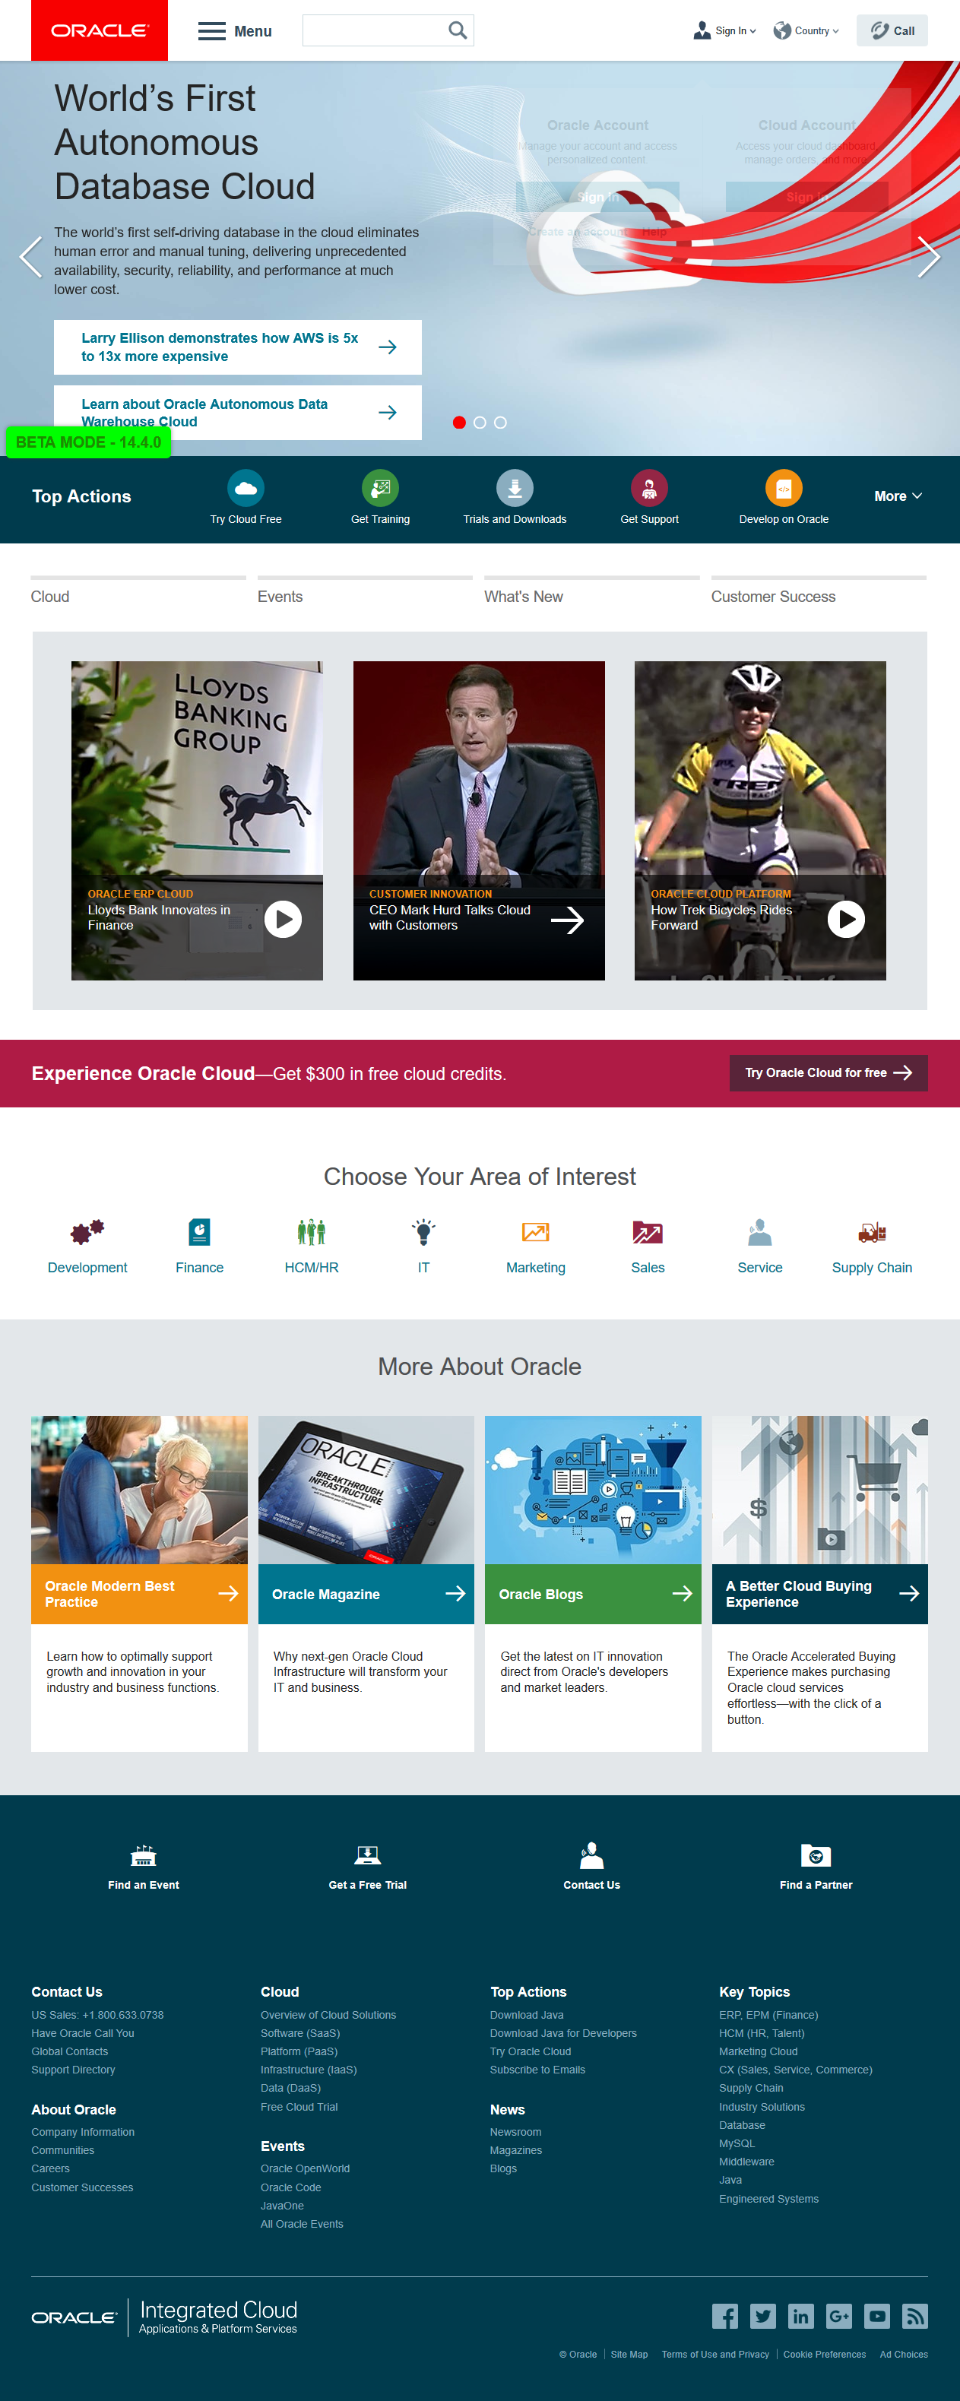 ORACLE
Menu
Sign In
Country
Call
World's First
Autonomous
Database Cloud
Oracle Account
Manage your account and access
personalized content
Sign In
Create an account
Help
Cloud Account
Access your cloud dashboard,
manage orders, and more
Sign In
The world's first self-driving database in the cloud eliminates
human error and manual tuning, delivering unprecedented
availability, security, reliability, and performance at much
lower cost.
Larry Ellison demonstrates how AWS is 5x
to 13x more expensive
Learn about Oracle Autonomous Data
Warehouse Cloud
BETA MODE - 14.4.0
Top Actions
Try Cloud Free
Get Training
Trials and Downloads
Get Support
Develop on Oracle
More
Cloud
Events
What's New
Customer Success
LLOYDS
BANKING
GROUP
ORACLE ERP CLOUD
Lloyds Bank Innovates in
Finance
CUSTOMER INNOVATION
CEO Mark Hurd Talks Cloud
with Customers
TREK
ORACLE CLOUD PLATFORM
How Trek Bicycles Rides
Forward
Experience Oracle Cloud—Get $300 in free cloud credits.
Try Oracle Cloud for free
Choose Your Area of Interest
Development
Finance
HCM/HR
IT
Marketing
Sales
Service
Supply Chain
More About Oracle
ORACLE
BREAKTHROUGH
INFRASTRUCTURE
$
Oracle Modern Best
Practice
Oracle Magazine
Oracle Blogs
A Better Cloud Buying
Experience
Learn how to optimally support
growth and innovation in your
industry and business functions.
Why next-gen Oracle Cloud
Infrastructure will transform your
IT and business.
Get the latest on IT innovation
direct from Oracle's developers
and market leaders.
The Oracle Accelerated Buying
Experience makes purchasing
Oracle cloud services
effortless—with the click of a
button.
Find an Event
Get a Free Trial
Contact Us
Find a Partner
Contact Us
US Sales: +1.800.633.0738
Have Oracle Call You
Global Contacts
Support Directory
About Oracle
Company Information
Communities
Careers
Customer Successes
Cloud
Overview of Cloud Solutions
Software (SaaS)
Platform (PaaS)
Infrastructure (IaaS)
Data (DaaS)
Free Cloud Trial
Events
Oracle OpenWorld
Oracle Code
JavaOne
All Oracle Events
Top Actions
Download Java
Download Java for Developers
Try Oracle Cloud
Subscribe to Emails
News
Newsroom
Magazines
Blogs
Key Topics
ERP, EPM (Finance)
HCM (HR, Talent)
Marketing Cloud
CX (Sales, Service, Commerce)
Supply Chain
Industry Solutions
Database
MySQL
Middleware
Java
Engineered Systems
ORACLE
Integrated Cloud
Applications & Platform Services
© Oracle
Site Map
Terms of Use and Privacy
Cookie Preferences
Ad Choices